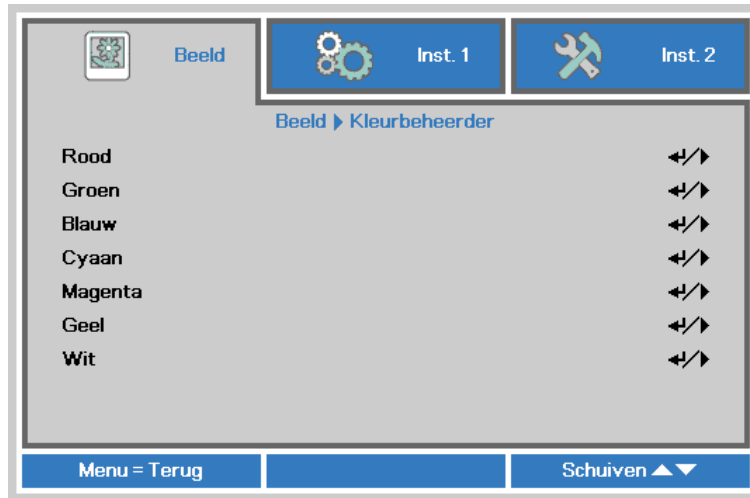 Beeld Inst. 1 Inst. 2
Beeld ▶ Kleurbeheerder
Rood
Groen
Blauw
Cyaan
Magenta
Geel
Wit
Menu = Terug Schuiven ▲▼